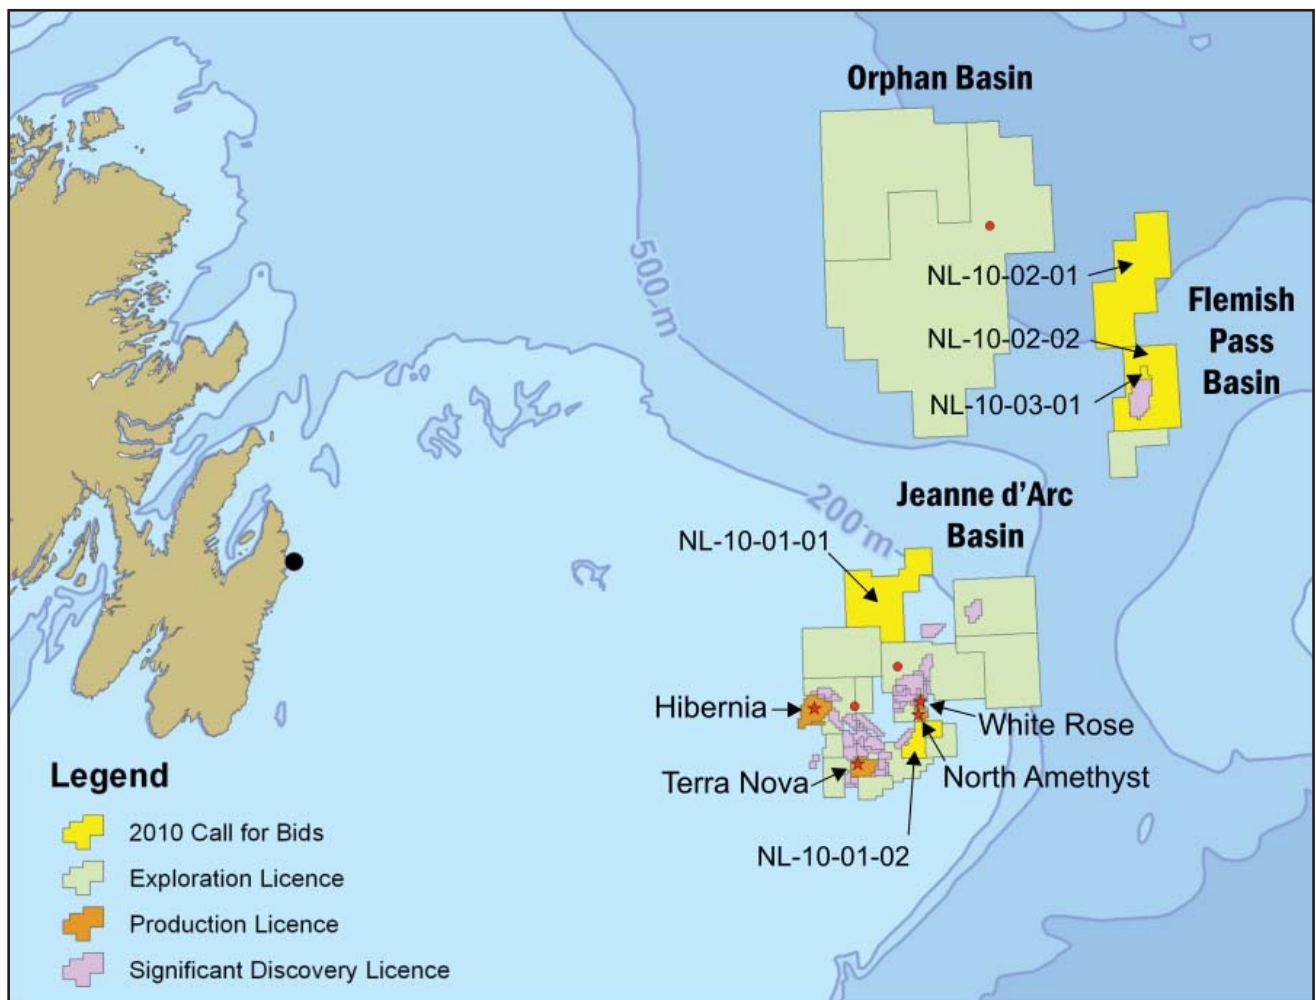 Orphan Basin
500 m
NL-10-02-01
Flemish
Pass
Basin
NL-10-02-02
NL-10-03-01
Jeanne d'Arc
Basin
200 m
NL-10-01-01
Hibernia
White Rose
Terra Nova
North Amethyst
NL-10-01-02
Legend
2010 Call for Bids
Exploration Licence
Production Licence
Significant Discovery Licence